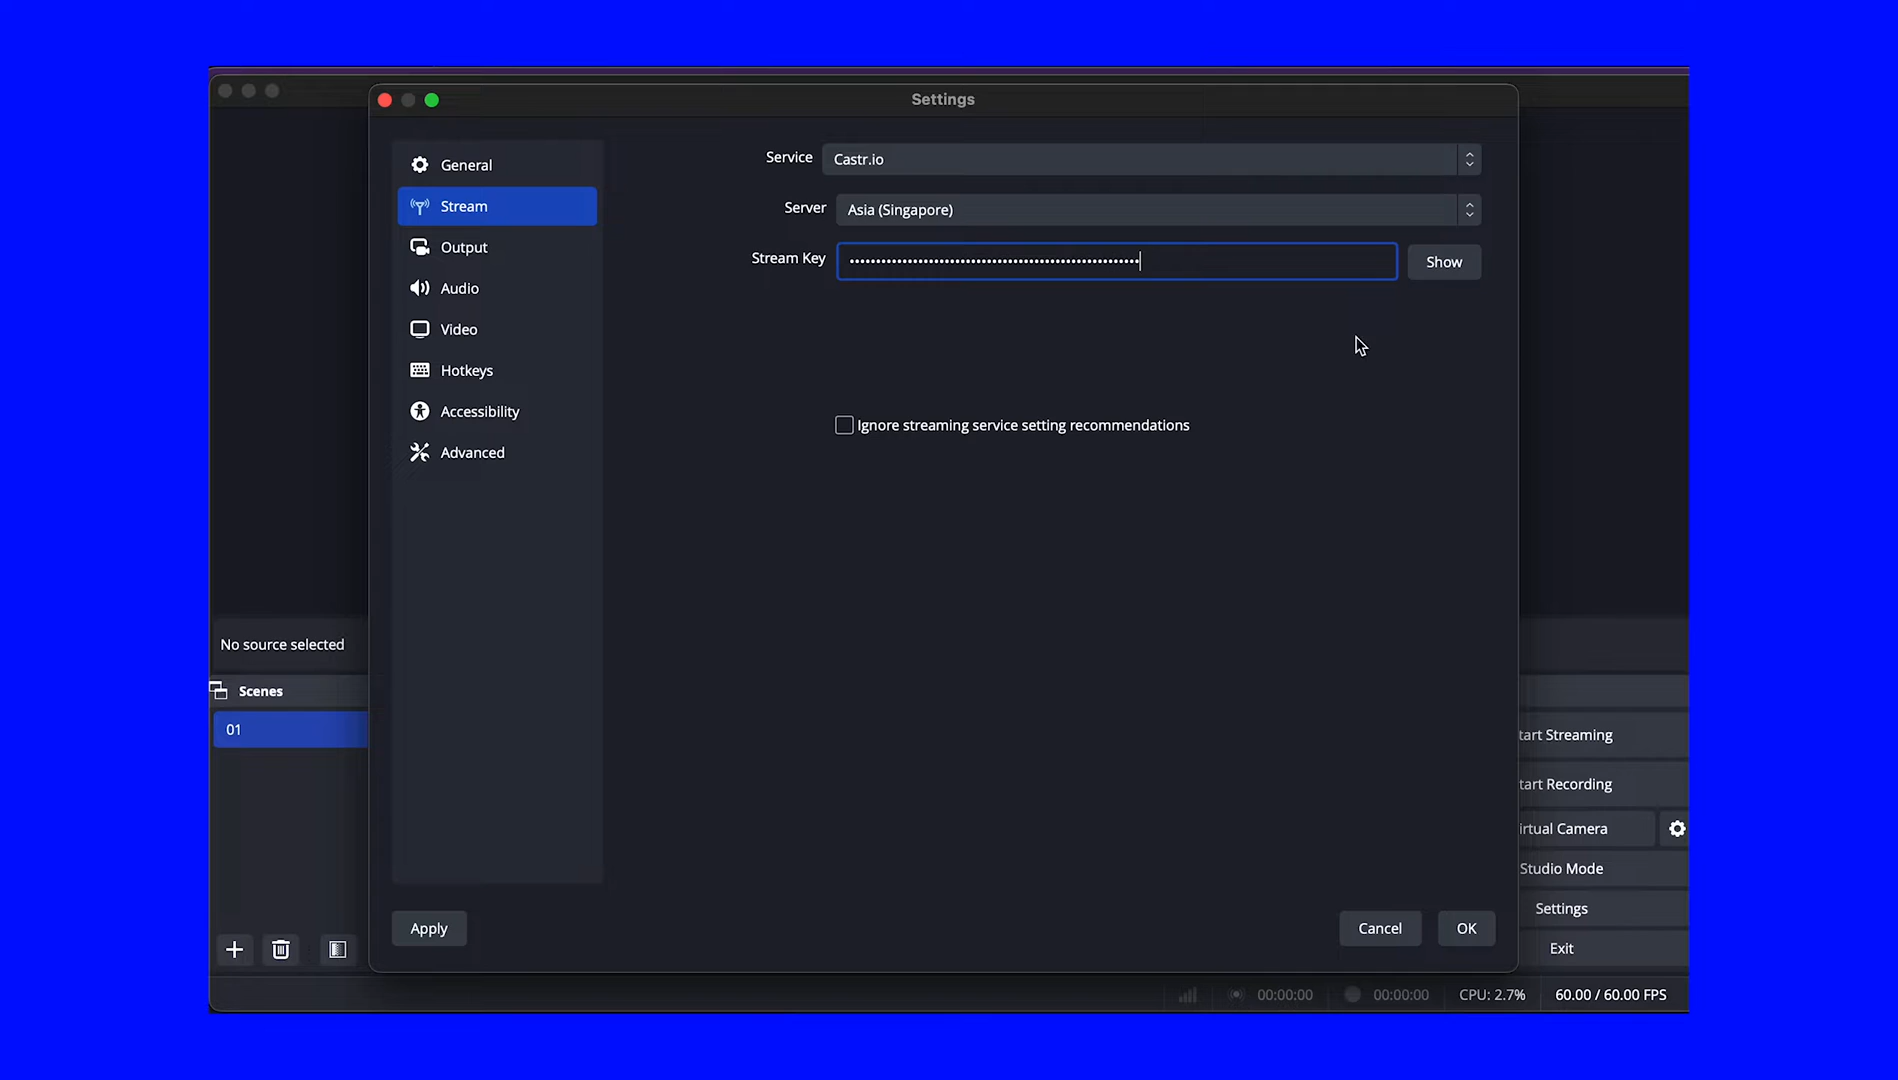 Settings
General
Stream
Output
Audio
Video
Hotkeys
Accessibility
Advanced
Service Castr.io
Server Asia (Singapore)
Stream Key ••••••••••••••••••••••••••••••••••••••••••••••••••••••• Show
Ignore streaming service setting recommendations
No source selected
Scenes
01
tart Streaming
tart Recording
irtual Camera
Studio Mode
Settings
Exit
Apply
Cancel
OK
00:00:00
00:00:00
CPU: 2.7%
60.00 / 60.00 FPS